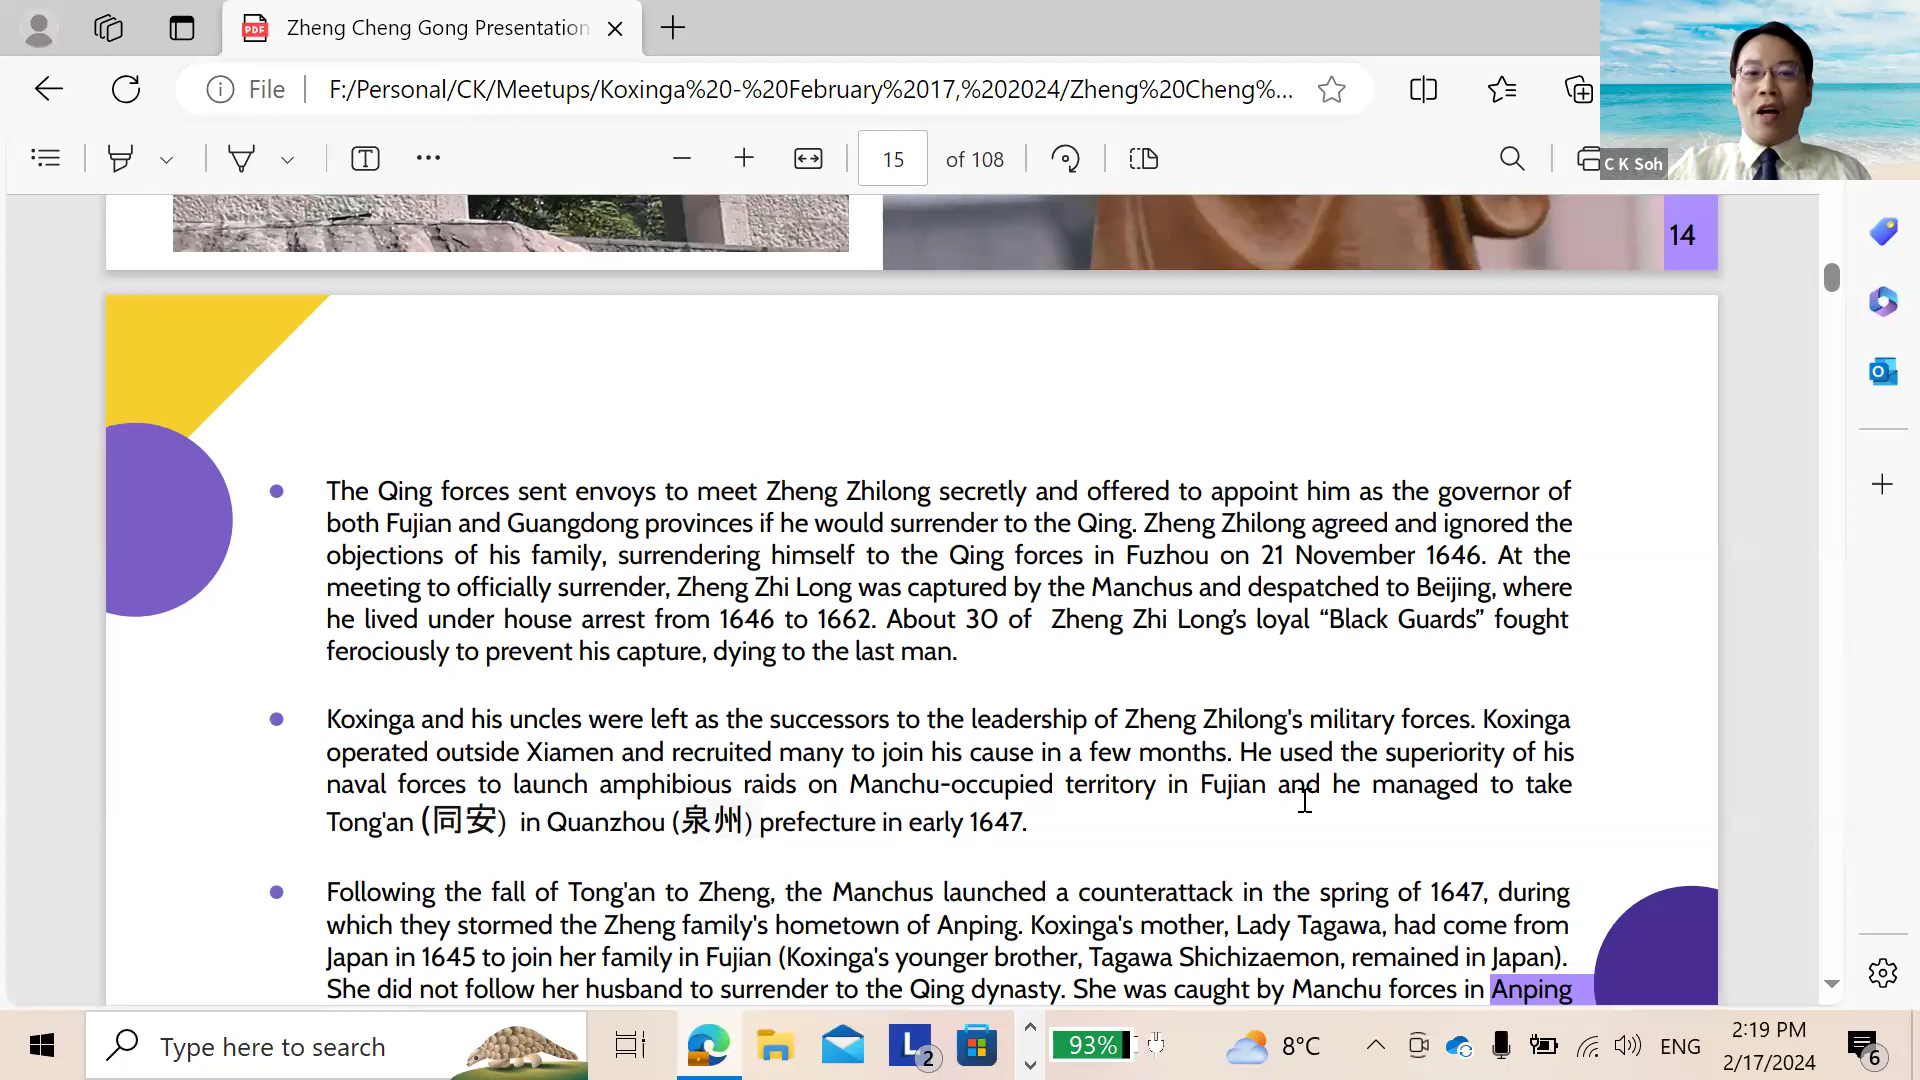 Zheng Cheng Gong Presentation
File
F:/Personal/CK/Meetups/Koxinga%20-%20February%2017,%202024/Zheng%20Cheng%...
15 of 108
C K Soh
14
The Qing forces sent envoys to meet Zheng Zhilong secretly and offered to appoint him as the governor of
both Fujian and Guangdong provinces if he would surrender to the Qing. Zheng Zhilong agreed and ignored the
objections of his family, surrendering himself to the Qing forces in Fuzhou on 21 November 1646. At the
meeting to officially surrender, Zheng Zhi Long was captured by the Manchus and despatched to Beijing, where
he lived under house arrest from 1646 to 1662. About 30 of Zheng Zhi Long's loyal “Black Guards” fought
ferociously to prevent his capture, dying to the last man.
Koxinga and his uncles were left as the successors to the leadership of Zheng Zhilong's military forces. Koxinga
operated outside Xiamen and recruited many to join his cause in a few months. He used the superiority of his
naval forces to launch amphibious raids on Manchu-occupied territory in Fujian and he managed to take
Tong'an (同安) in Quanzhou (泉州) prefecture in early 1647.
Following the fall of Tong'an to Zheng, the Manchus launched a counterattack in the spring of 1647, during
which they stormed the Zheng family's hometown of Anping. Koxinga's mother, Lady Tagawa, had come from
Japan in 1645 to join her family in Fujian (Koxinga's younger brother, Tagawa Shichizaemon, remained in Japan).
She did not follow her husband to surrender to the Qing dynasty. She was caught by Manchu forces in Anping
Type here to search
2
93%
8°C
ENG
2:19 PM
2/17/2024
6